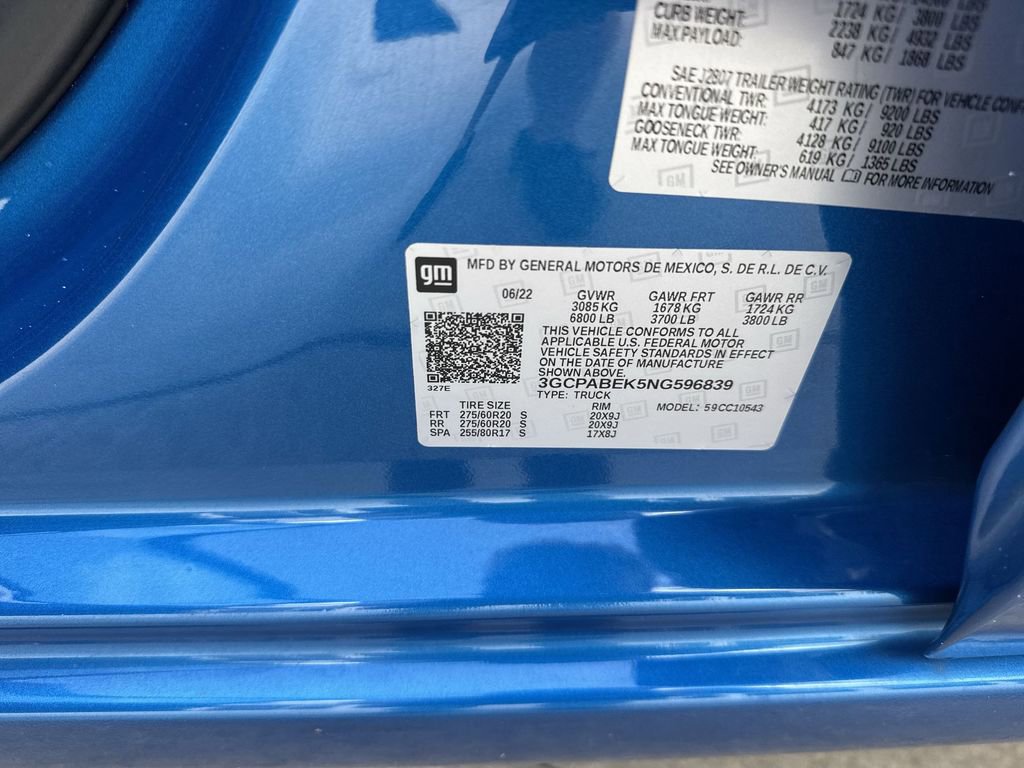 CURB WEIGHT: 1724 KG/ 3800 LBS
MAX PAYLOAD: 2238 KG/ 4932 LBS
847 KG/ 1868 LBS
SAE J2807 TRAILER WEIGHT RATING (TWR) FOR VEHICLE
CONVENTIONAL TWR: 4173 KG/ 9200 LBS
MAX TONGUE WEIGHT: 417 KG/ 920 LBS
GOOSENECK TWR: 4128 KG/ 9100 LBS
MAX TONGUE WEIGHT: 619 KG/ 1365 LBS
SEE OWNER'S MANUAL FOR MORE INFORMATION
gm MFD BY GENERAL MOTORS DE MEXICO, S. DE R.L. DE C.V.
06/22 GVWR GAWR FRT GAWR RR
3085 KG 1678 KG 1724 KG
6800 LB 3700 LB 3800 LB
THIS VEHICLE CONFORMS TO ALL
APPLICABLE U.S. FEDERAL MOTOR
VEHICLE SAFETY STANDARDS IN EFFECT
ON THE DATE OF MANUFACTURE
SHOWN ABOVE.
327E 3GCPABEK5NG596839
TYPE: TRUCK
TIRE SIZE RIM MODEL: 59CC10543
FRT 275/60R20 S 20X9J
RR 275/60R20 S 20X9J
SPA 255/80R17 S 17X8J